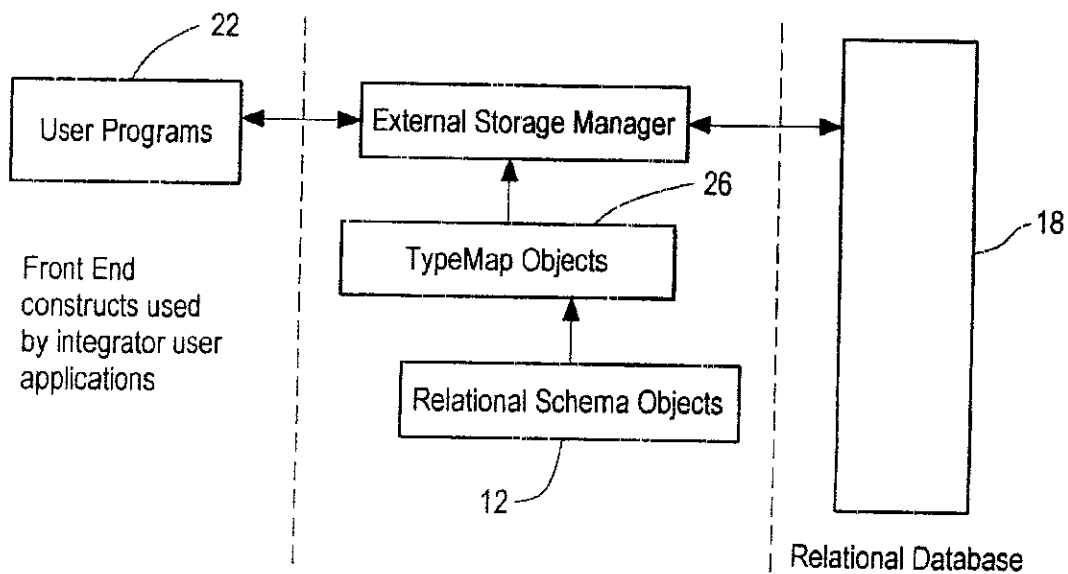 22
User Programs
External Storage Manager
26
TypeMap Objects
18
Front End
constructs used
by integrator user
applications
Relational Schema Objects
12
Relational Database